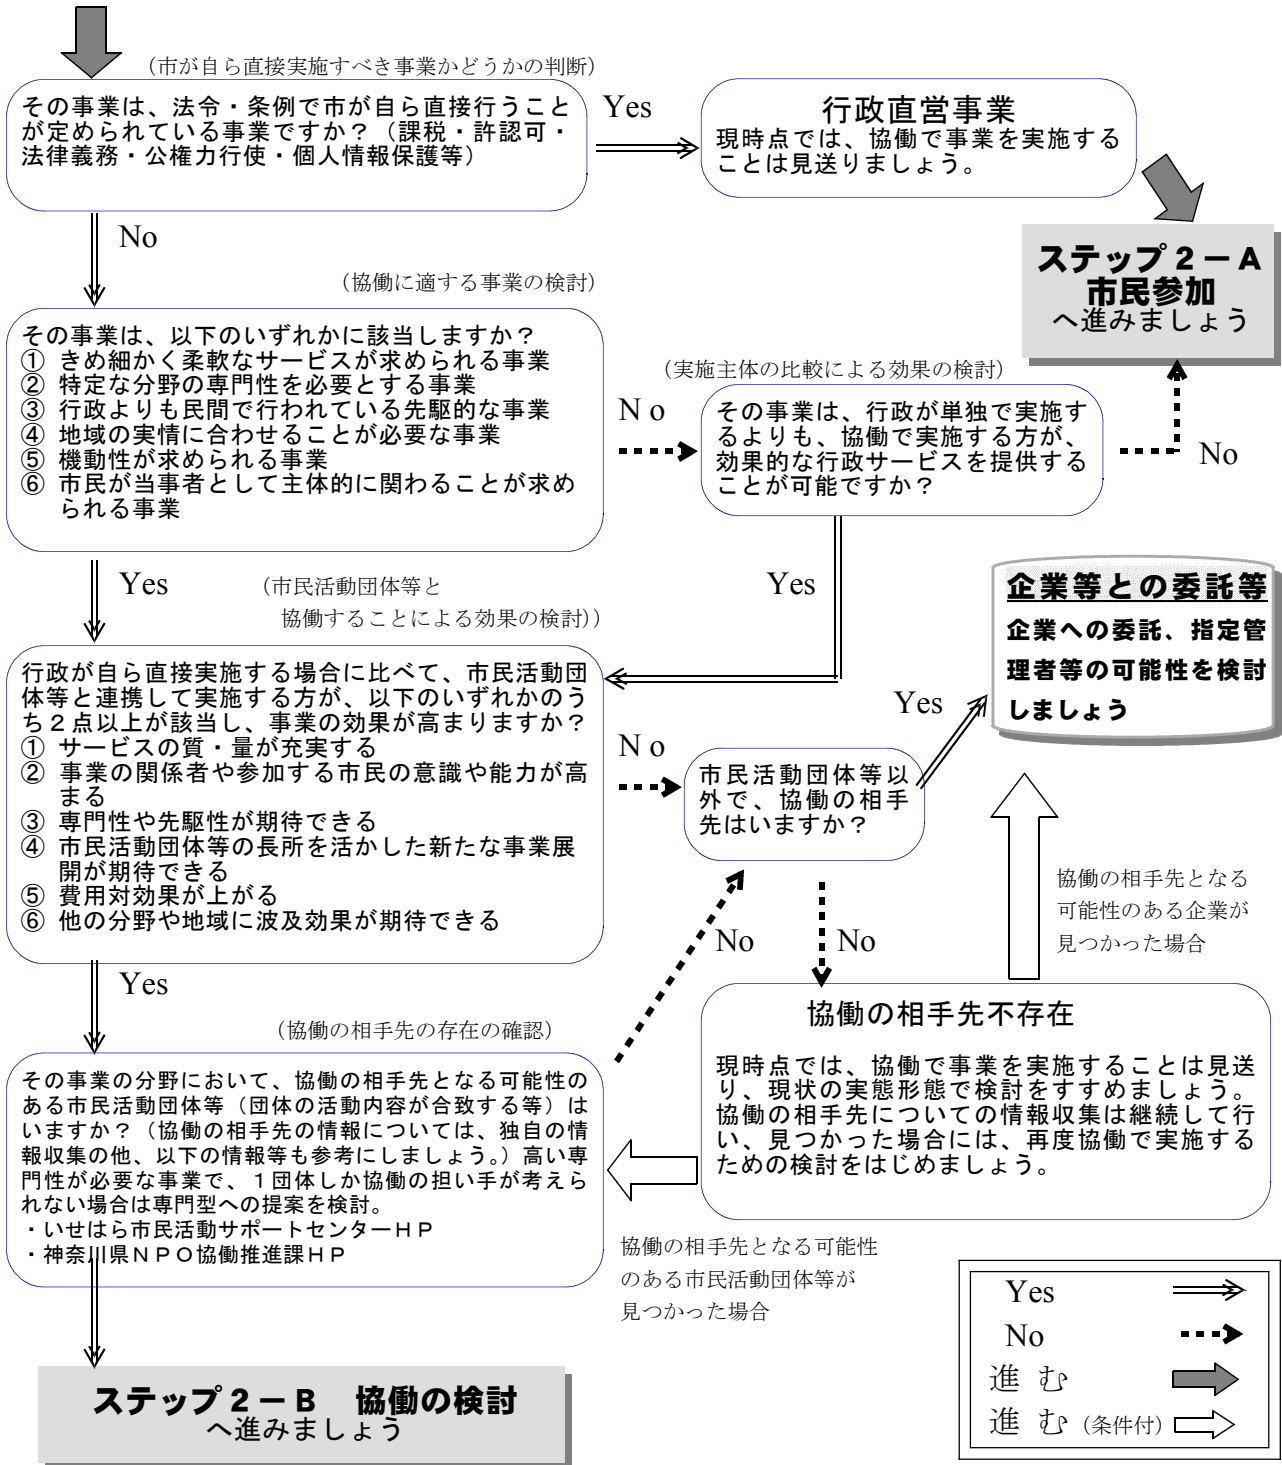 （市が自ら直接実施すべき事業かどうかの判断）
その事業は、法令・条例で市が自ら直接行うこと
が定められている事業ですか？（課税・許認可・
法律義務・公権力行使・個人情報保護等）
Yes
行政直営事業
現時点では、協働で事業を実施する
ことは見送りましょう。
No
ステップ２－Ａ
市民参加
へ進みましょう
（協働に適する事業の検討）
その事業は、以下のいずれかに該当しますか？
① きめ細かく柔軟なサービスが求められる事業
② 特定な分野の専門性を必要とする事業
③ 行政よりも民間で行われている先駆的な事業
④ 地域の実情に合わせることが必要な事業
⑤ 機動性が求められる事業
⑥ 市民が当事者として主体的に関わることが求め
られる事業
No
（実施主体の比較による効果の検討）
その事業は、行政が単独で実施す
るよりも、協働で実施する方が、
効果的な行政サービスを提供する
ことが可能ですか？
No
Yes
（市民活動団体等と
協働することによる効果の検討））
Yes
企業等との委託等
企業への委託、指定管
理者等の可能性を検討
しましょう
行政が自ら直接実施する場合に比べて、市民活動団
体等と連携して実施する方が、以下のいずれかのう
ち２点以上が該当し、事業の効果が高まりますか？
① サービスの質・量が充実する
② 事業の関係者や参加する市民の意識や能力が高
まる
③ 専門性や先駆性が期待できる
④ 市民活動団体等の長所を活かした新たな事業展
開が期待できる
⑤ 費用対効果が上がる
⑥ 他の分野や地域に波及効果が期待できる
No
市民活動団体等以
外で、協働の相手
先はいますか？
Yes
協働の相手先となる
可能性のある企業が
見つかった場合
No
No
Yes
（協働の相手先の存在の確認）
その事業の分野において、協働の相手先となる可能性の
ある市民活動団体等（団体の活動内容が合致する等）は
いますか？（協働の相手先の情報については、独自の情
報収集の他、以下の情報等も参考にしましょう。）高い専
門性が必要な事業で、１団体しか協働の担い手が考えら
れない場合は専門型への提案を検討。
・いせはら市民活動サポートセンターＨＰ
・神奈川県ＮＰＯ協働推進課ＨＰ
協働の相手先不存在
現時点では、協働で事業を実施することは見送
り、現状の実態形態で検討をすすめましょう。
協働の相手先についての情報収集は継続して行
い、見つかった場合には、再度協働で実施する
ための検討をはじめましょう。
協働の相手先となる可能性
のある市民活動団体等が
見つかった場合
ステップ２－Ｂ　協働の検討
へ進みましょう
Yes
No
進 む
進 む（条件付）